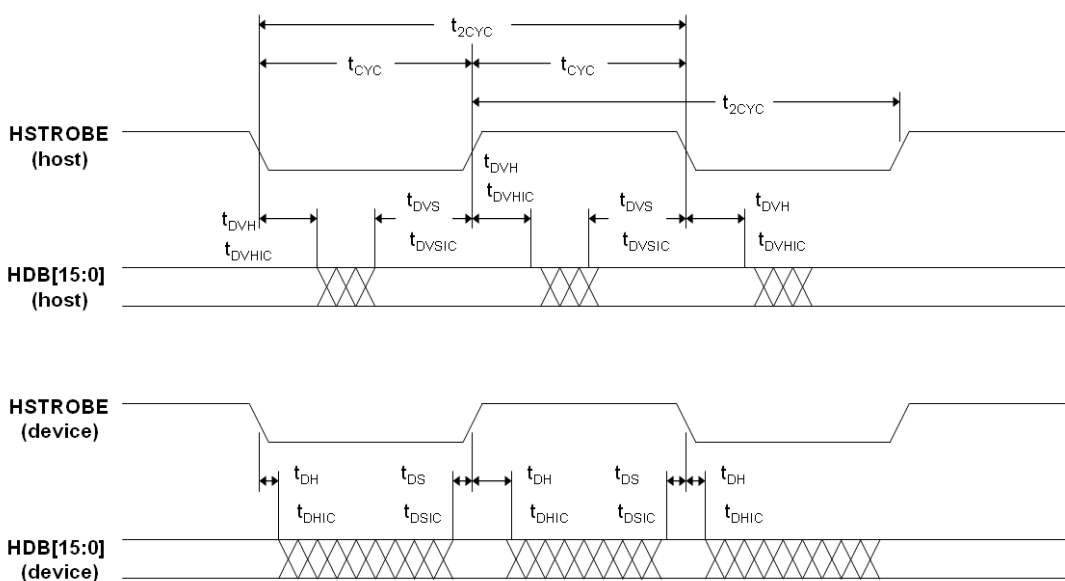 t2CYC
tCYC tCYC
t2CYC
HSTROBE
(host)
tDVH
tDVHIC
tDVS tDVS
tDVH tDVH
tDVSIC tDVSIC
tDVHIC tDVHIC
HDB[15:0]
(host)
HSTROBE
(device)
tDH tDS tDH tDS tDH
tDHIC tDSIC tDHIC tDSIC tDHIC
HDB[15:0]
(device)